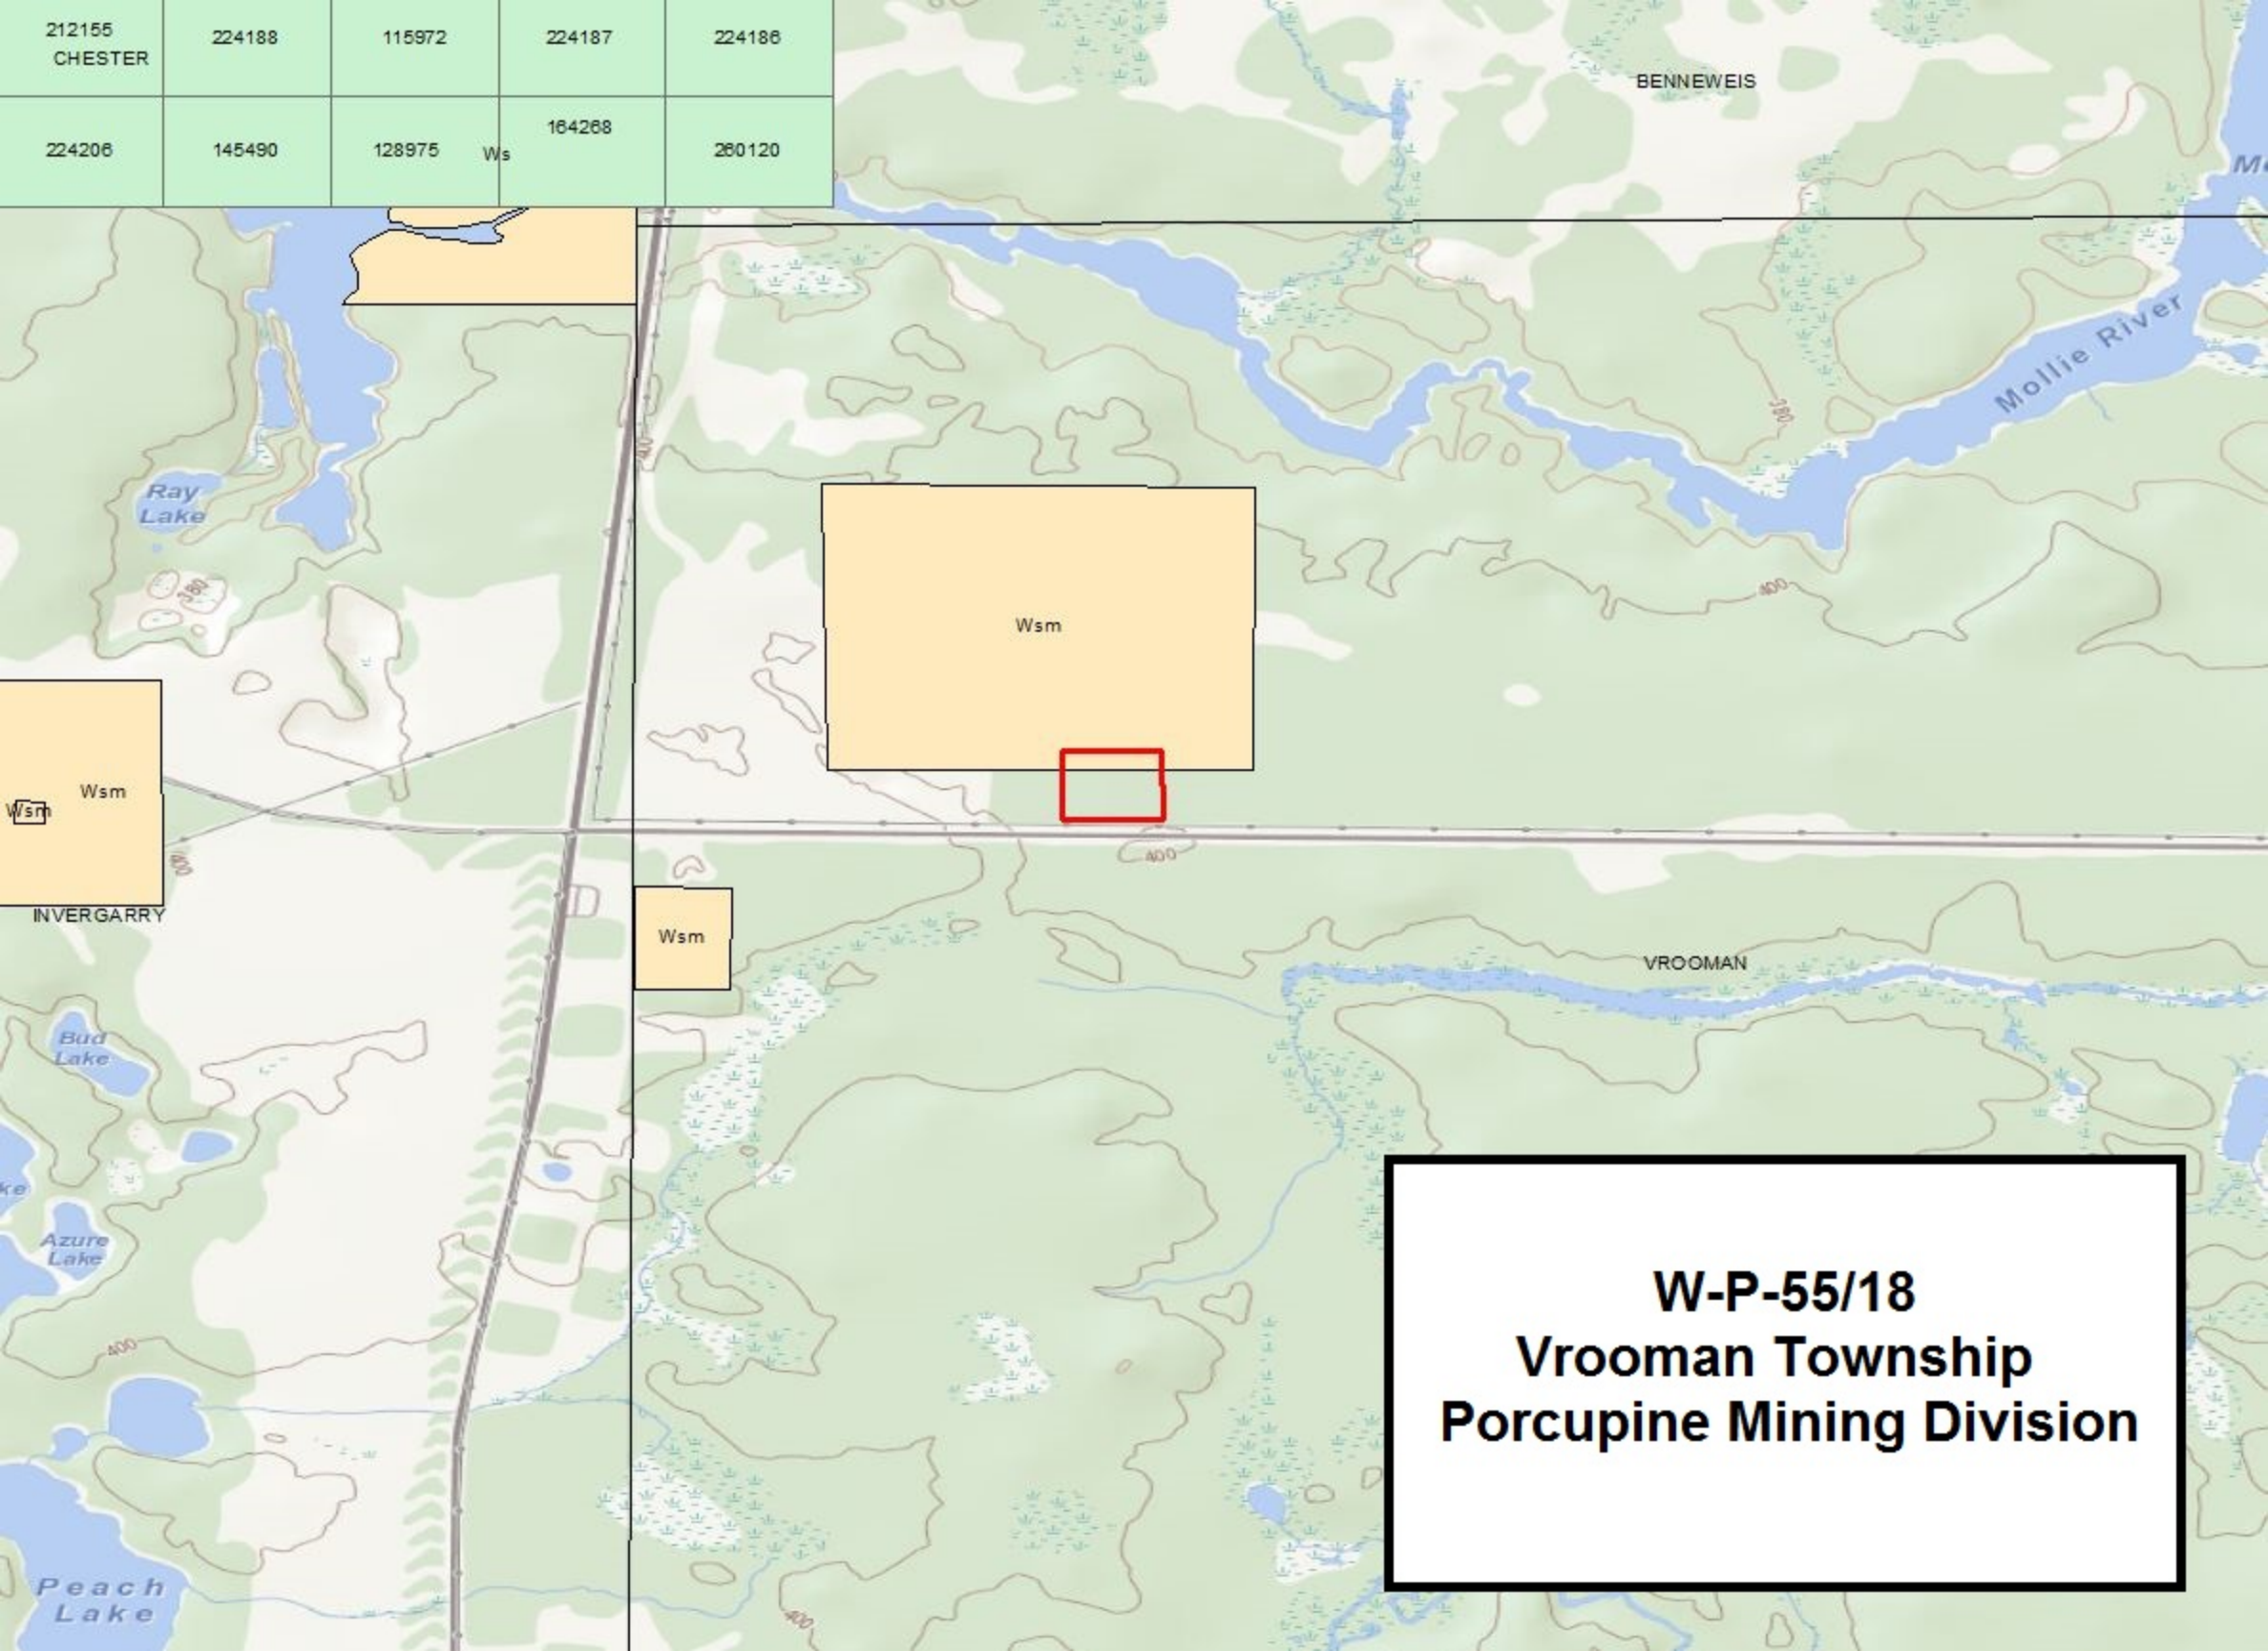 212155
CHESTER
224188
115972
224187
224186
BENNEWEIS
224206
145490
128975
Ws
164268
260120
Mollie River
380
400
Ray
Lake
380
400
Wsm
Wsm
Wsm
400
400
INVERGARRY
Wsm
VROOMAN
Bud
Lake
Azure
Lake
400
Peach
Lake
400
W-P-55/18
Vrooman Township
Porcupine Mining Division